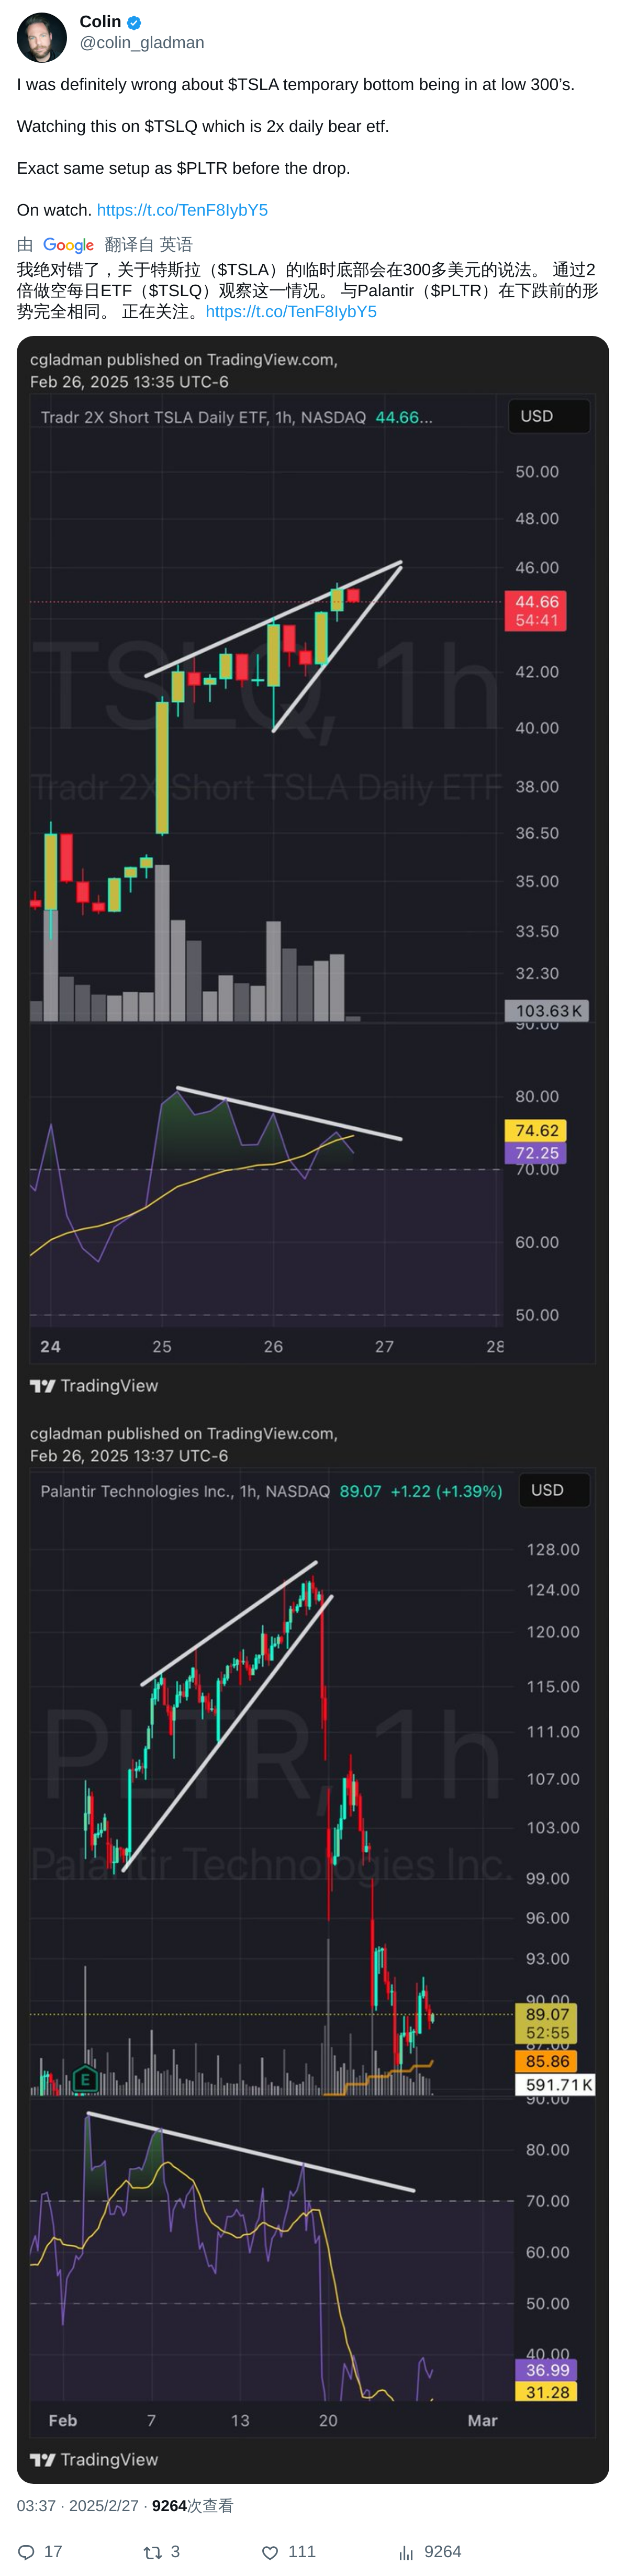 Colin
@colin_gladman
I was definitely wrong about $TSLA temporary bottom being in at low 300’s.
Watching this on $TSLQ which is 2x daily bear etf.
Exact same setup as $PLTR before the drop.
On watch. https://t.co/TenF8IybY5
由 Google 翻译自 英语
我绝对错了，关于特斯拉（$TSLA）的临时底部会在300多美元的说法。 通过2
倍做空每日ETF（$TSLQ）观察这一情况。 与Palantir（$PLTR）在下跌前的形
势完全相同。 正在关注。https://t.co/TenF8IybY5
cgladman published on TradingView.com,
Feb 26, 2025 13:35 UTC-6
Tradr 2X Short TSLA Daily ETF, 1h, NASDAQ 44.66...
USD
50.00
48.00
46.00
44.66
54:41
TSLQ, 1h
42.00
40.00
Tradr 2X Short TSLA Daily ETF
38.00
36.50
35.00
33.50
32.30
103.63K
90.00
80.00
74.62
72.25
70.00
60.00
50.00
24 25 26 27 28
TradingView
cgladman published on TradingView.com,
Feb 26, 2025 13:37 UTC-6
Palantir Technologies Inc., 1h, NASDAQ 89.07 +1.22 (+1.39%)
USD
128.00
124.00
120.00
115.00
111.00
PLTR, 1h
107.00
103.00
Palantir Technologies Inc.
99.00
96.00
93.00
90.00
89.07
52:55
87.00
85.86
E
591.71K
90.00
80.00
70.00
60.00
50.00
40.00
36.99
31.28
Feb 7 13 20 Mar
TradingView
03:37 · 2025/2/27 · 9264次查看
17 3 111 9264